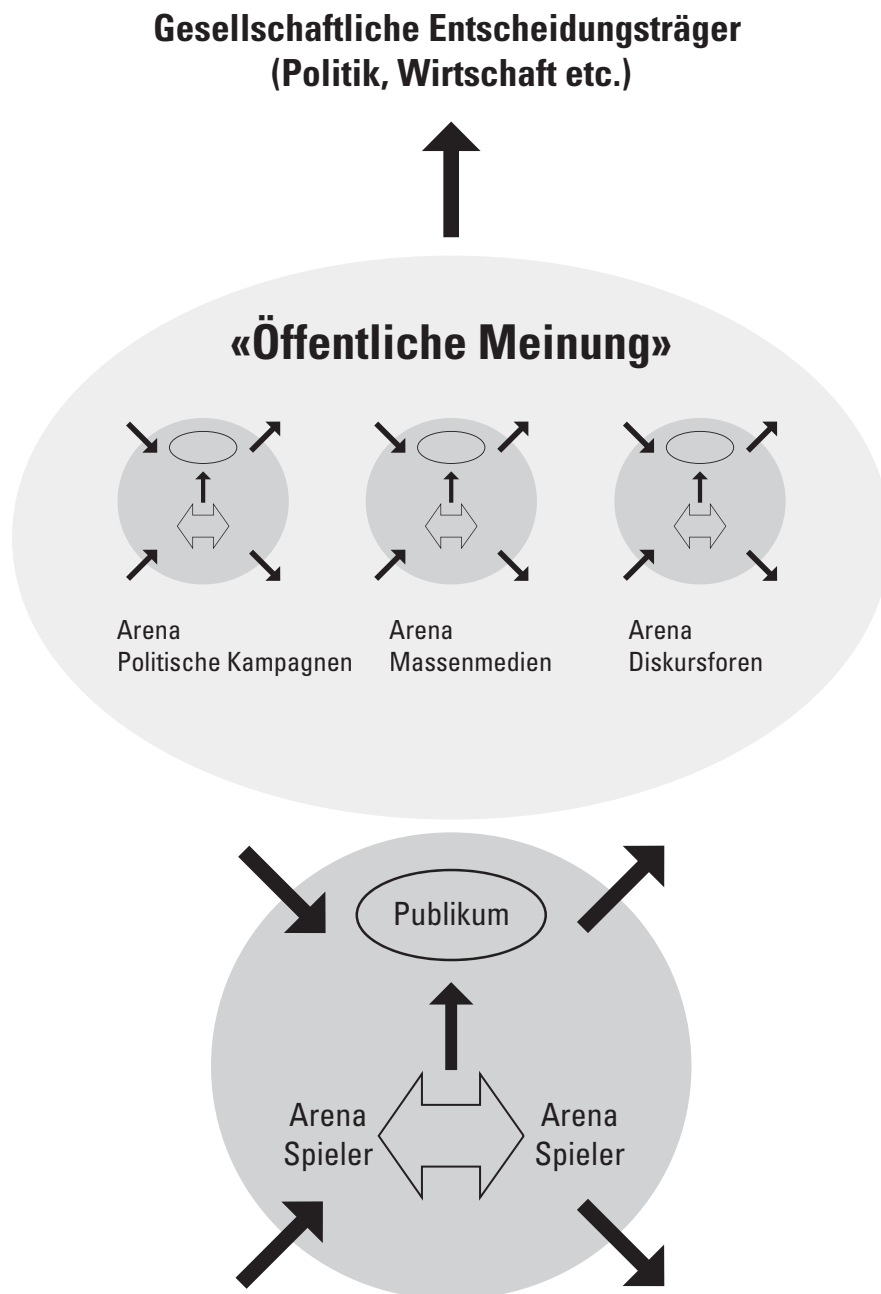 Gesellschaftliche Entscheidungsträger
(Politik, Wirtschaft etc.)
«Öffentliche Meinung»
Arena
Politische Kampagnen
Arena
Massenmedien
Arena
Diskursforen
Publikum
Arena
Spieler
Arena
Spieler